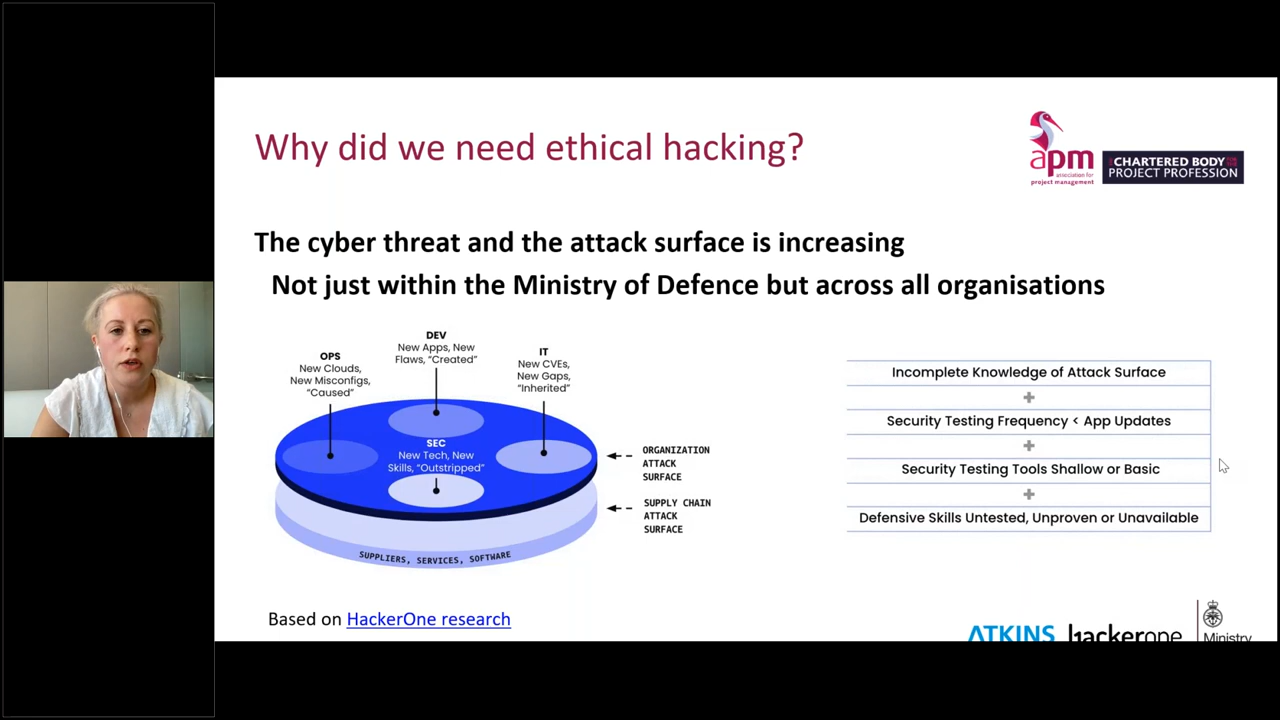 Why did we need ethical hacking?
apm
association for
project management
CHARTERED BODY FOR THE
PROJECT PROFESSION
The cyber threat and the attack surface is increasing
Not just within the Ministry of Defence but across all organisations
DEV
New Apps, New
Flaws, “Created”
OPS
New Clouds,
New Misconfigs,
“Caused”
IT
New CVEs,
New Gaps,
“Inherited”
SEC
New Tech, New
Skills, “Outstripped”
ORGANIZATION
ATTACK
SURFACE
SUPPLY CHAIN
ATTACK
SURFACE
SUPPLIERS, SERVICES, SOFTWARE
Incomplete Knowledge of Attack Surface
+
Security Testing Frequency < App Updates
+
Security Testing Tools Shallow or Basic
+
Defensive Skills Untested, Unproven or Unavailable
Based on HackerOne research
ATKINS
hackerone
Ministry